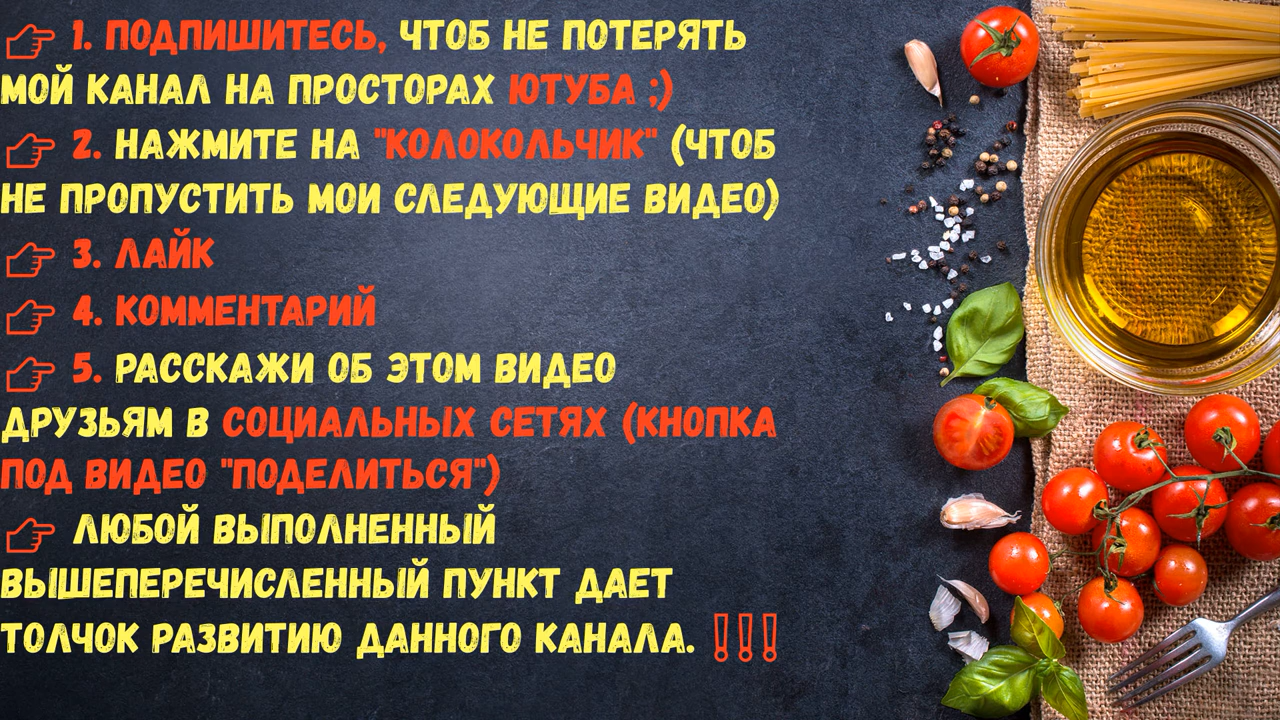 👉 1. ПОДПИШИТЕСЬ, ЧТОБ НЕ ПОТЕРЯТЬ
МОЙ КАНАЛ НА ПРОСТОРАХ ЮТУБА ;)
👉 2. НАЖМИТЕ НА "КОЛОКОЛЬЧИК" (ЧТОБ
НЕ ПРОПУСТИТЬ МОИ СЛЕДУЮЩИЕ ВИДЕО)
👉 3. ЛАЙК
👉 4. КОММЕНТАРИЙ
👉 5. РАССКАЖИ ОБ ЭТОМ ВИДЕО
ДРУЗЬЯМ В СОЦИАЛЬНЫХ СЕТЯХ (КНОПКА
ПОД ВИДЕО "ПОДЕЛИТЬСЯ")
👉 ЛЮБОЙ ВЫПОЛНЕННЫЙ
ВЫШЕПЕРЕЧИСЛЕННЫЙ ПУНКТ ДАЕТ
ТОЛЧОК РАЗВИТИЮ ДАННОГО КАНАЛА. !!!